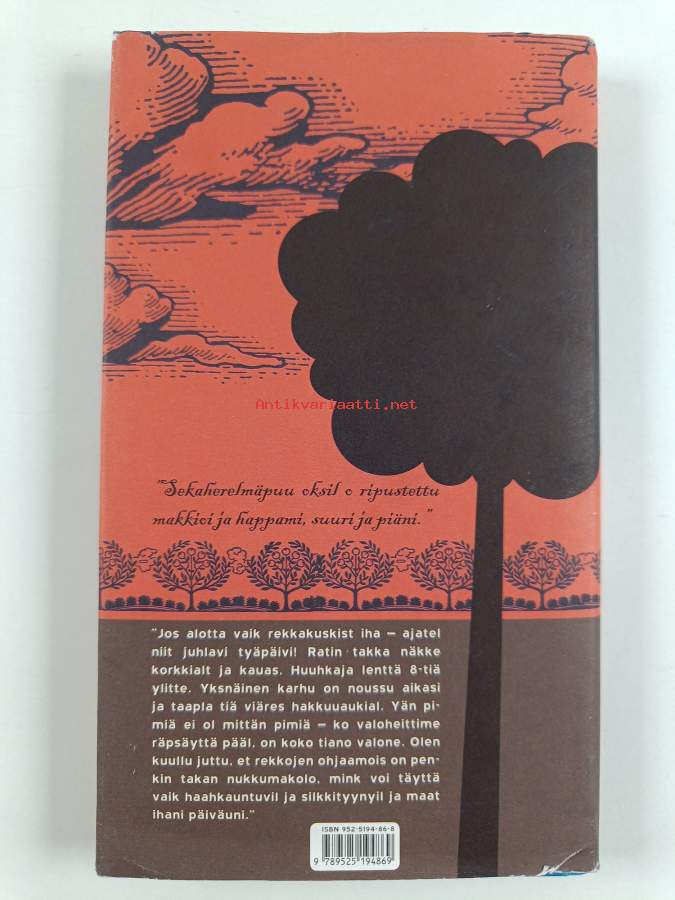 Antikvariaatti.net
"Sekaherelmäpuu oksil o ripustettu
makkioi ja happami, suuri ja piäni."
"Jos alotta vaik rekkakuskist iha – ajatel
niit juhlavi työpäivi! Ratin takka näkke
korkkialt ja kauas. Huuhkaja lenttä 8-tiä
ylitte. Yksnäinen karhu on noussu aikasi
ja taapla tiä viäres hakkuuaukial. Yän pi-
miä ei ol mittän pimiä – ko valoheittime
räpsäyttä pääl, on koko tiano valone. Olen
kuullu juttu, et rekkojen ohjaamois on pen-
kin takan nukkumakolo, mink voi täyttä
vaik haahkauntuvil ja silkkityynyil ja maat
ihani päiväuni."
ISBN 952-5194-86-8
9 789525 194869